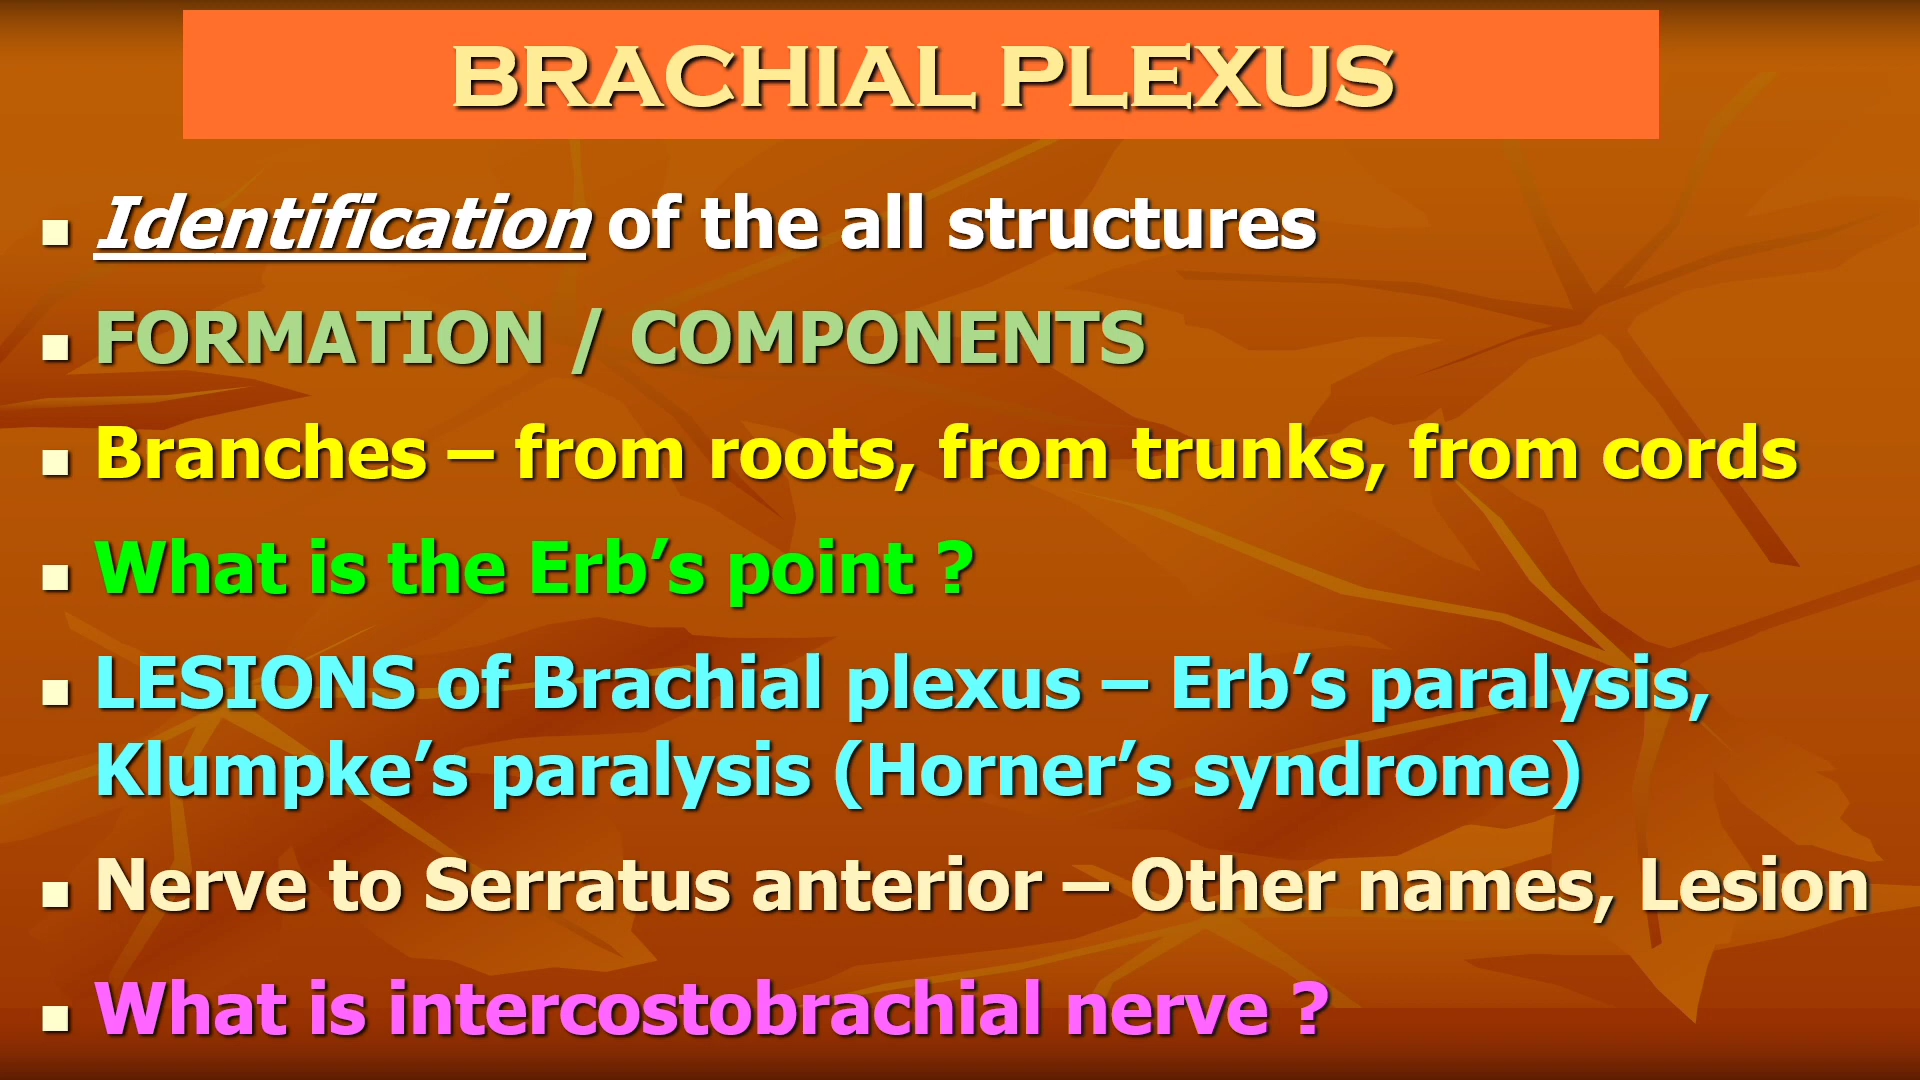 BRACHIAL PLEXUS
Identification of the all structures
FORMATION / COMPONENTS
Branches – from roots, from trunks, from cords
What is the Erb’s point ?
LESIONS of Brachial plexus – Erb’s paralysis,
Klumpke’s paralysis (Horner’s syndrome)
Nerve to Serratus anterior – Other names, Lesion
What is intercostobrachial nerve ?